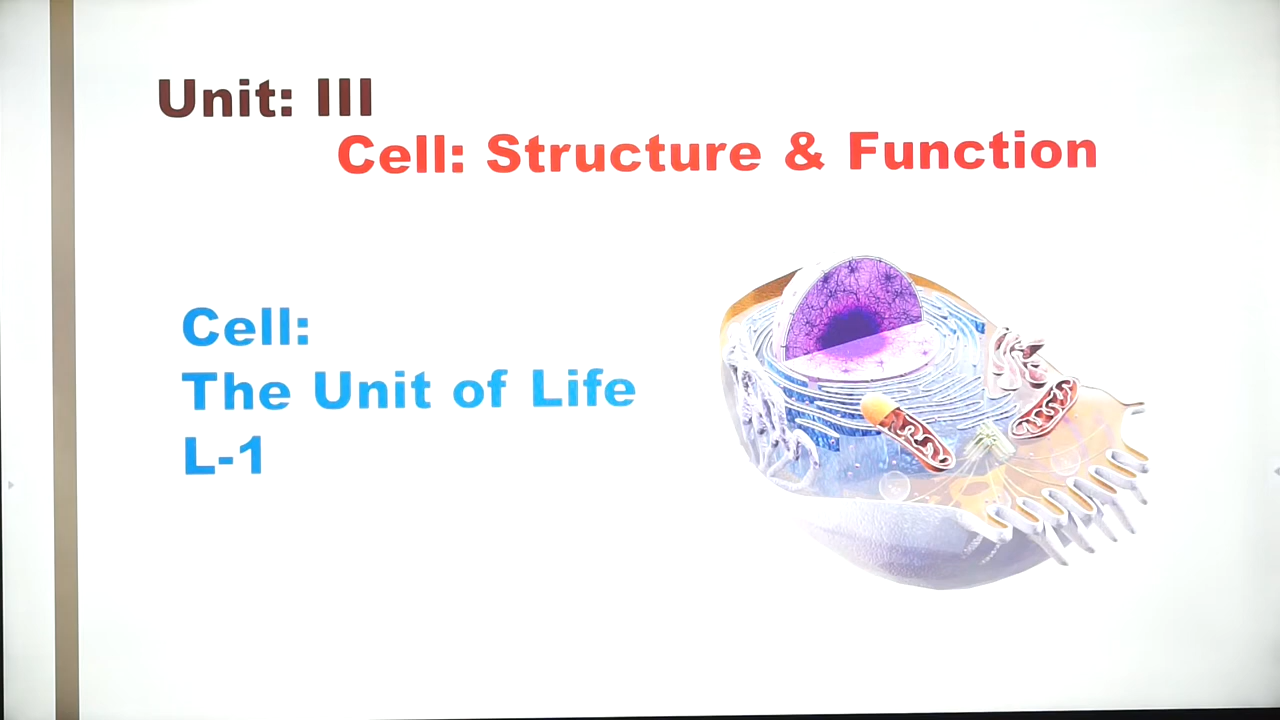 Unit: III
Cell: Structure & Function
Cell:
The Unit of Life
L-1